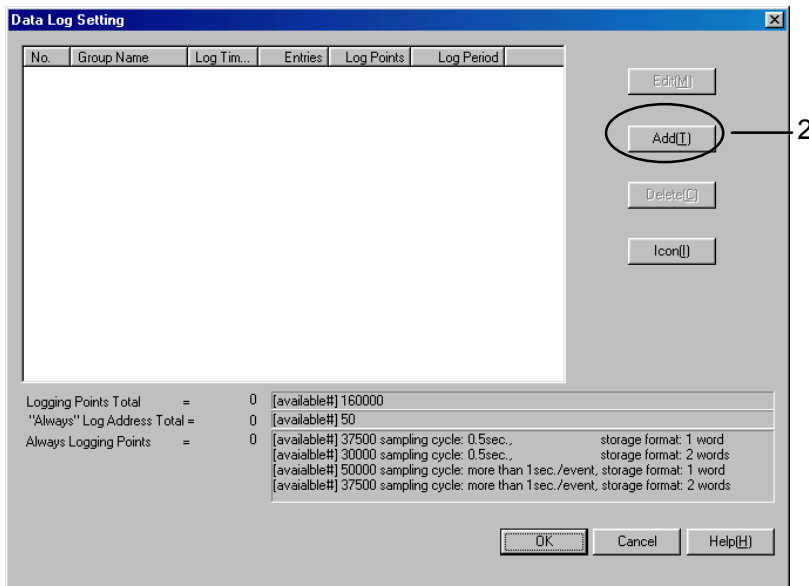 Data Log Setting
No. Group Name Log Tim... Entries Log Points Log Period
Edit(M)
Add(T)
2
Delete(C)
Icon(I)
Logging Points Total = 0 [available#] 160000
"Always" Log Address Total = 0 [available#] 50
Always Logging Points = 0 [available#] 37500 sampling cycle: 0.5sec., storage format: 1 word
[avaialble#] 30000 sampling cycle: 0.5sec., storage format: 2 words
[avaialble#] 50000 sampling cycle: more than 1sec./event, storage format: 1 word
[avaialble#] 37500 sampling cycle: more than 1sec./event, storage format: 2 words
OK Cancel Help(H)